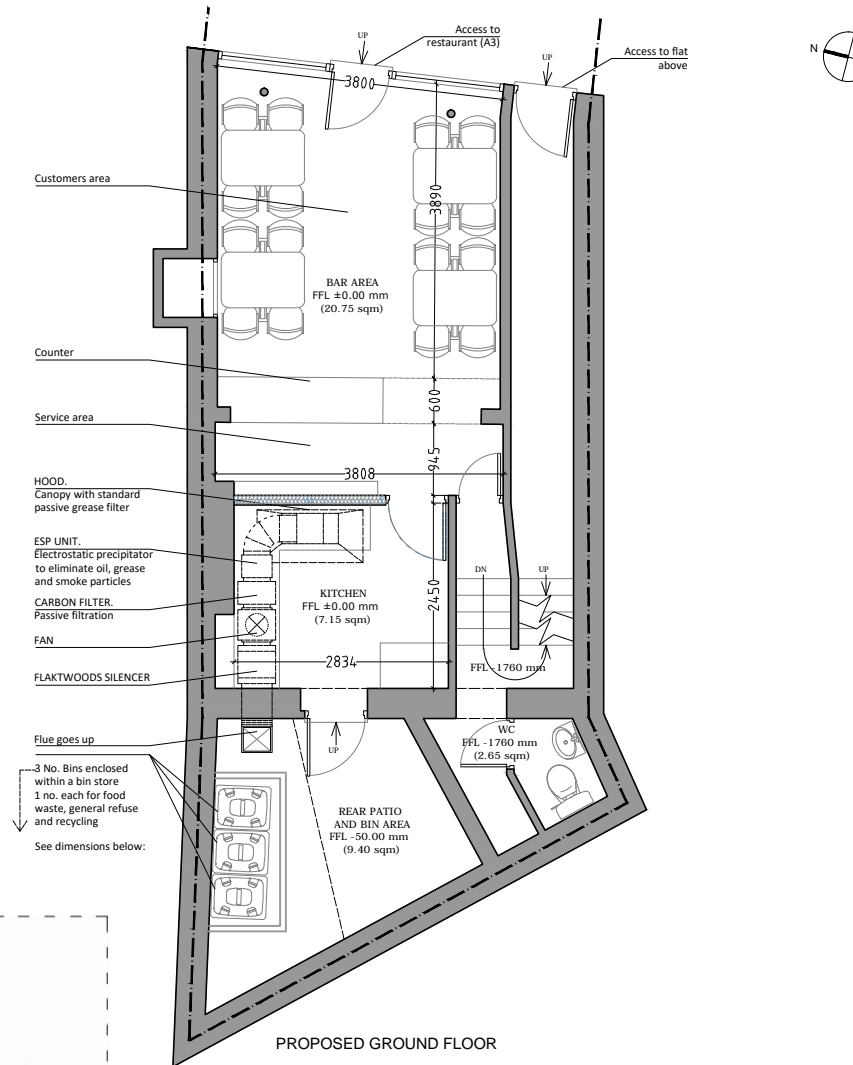 UP
Access to
restaurant (A3)
UP
Access to flat
above
N
3800
Customers area
3890
BAR AREA
FFL ±0.00 mm
(20.75 sqm)
Counter
600
Service area
945
3808
HOOD.
Canopy with standard
passive grease filter
ESP UNIT.
Electrostatic precipitator
to eliminate oil, grease
and smoke particles
CARBON FILTER.
Passive filtration
FAN
FLAKTWOODS SILENCER
KITCHEN
FFL ±0.00 mm
(7.15 sqm)
2450
2834
DN
UP
FFL -1760 mm
Flue goes up
UP
WC
FFL -1760 mm
(2.65 sqm)
3 No. Bins enclosed
within a bin store
1 no. each for food
waste, general refuse
and recycling
See dimensions below:
REAR PATIO
AND BIN AREA
FFL -50.00 mm
(9.40 sqm)
PROPOSED GROUND FLOOR